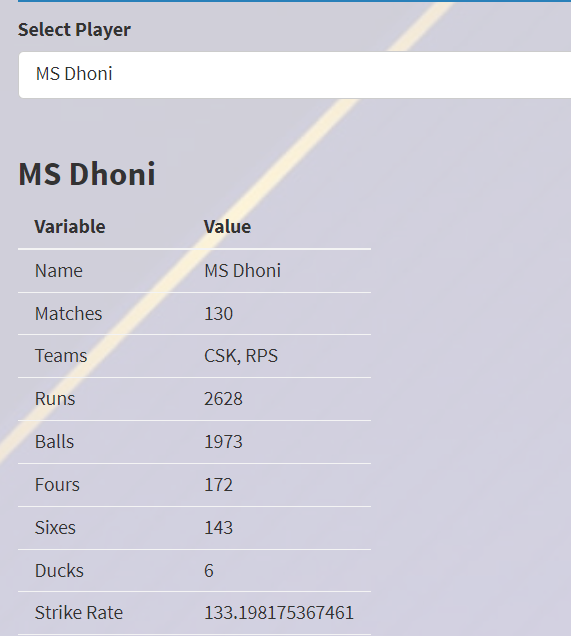 Select Player
MS Dhoni
MS Dhoni
Variable Value
Name MS Dhoni
Matches 130
Teams CSK, RPS
Runs 2628
Balls 1973
Fours 172
Sixes 143
Ducks 6
Strike Rate 133.198175367461